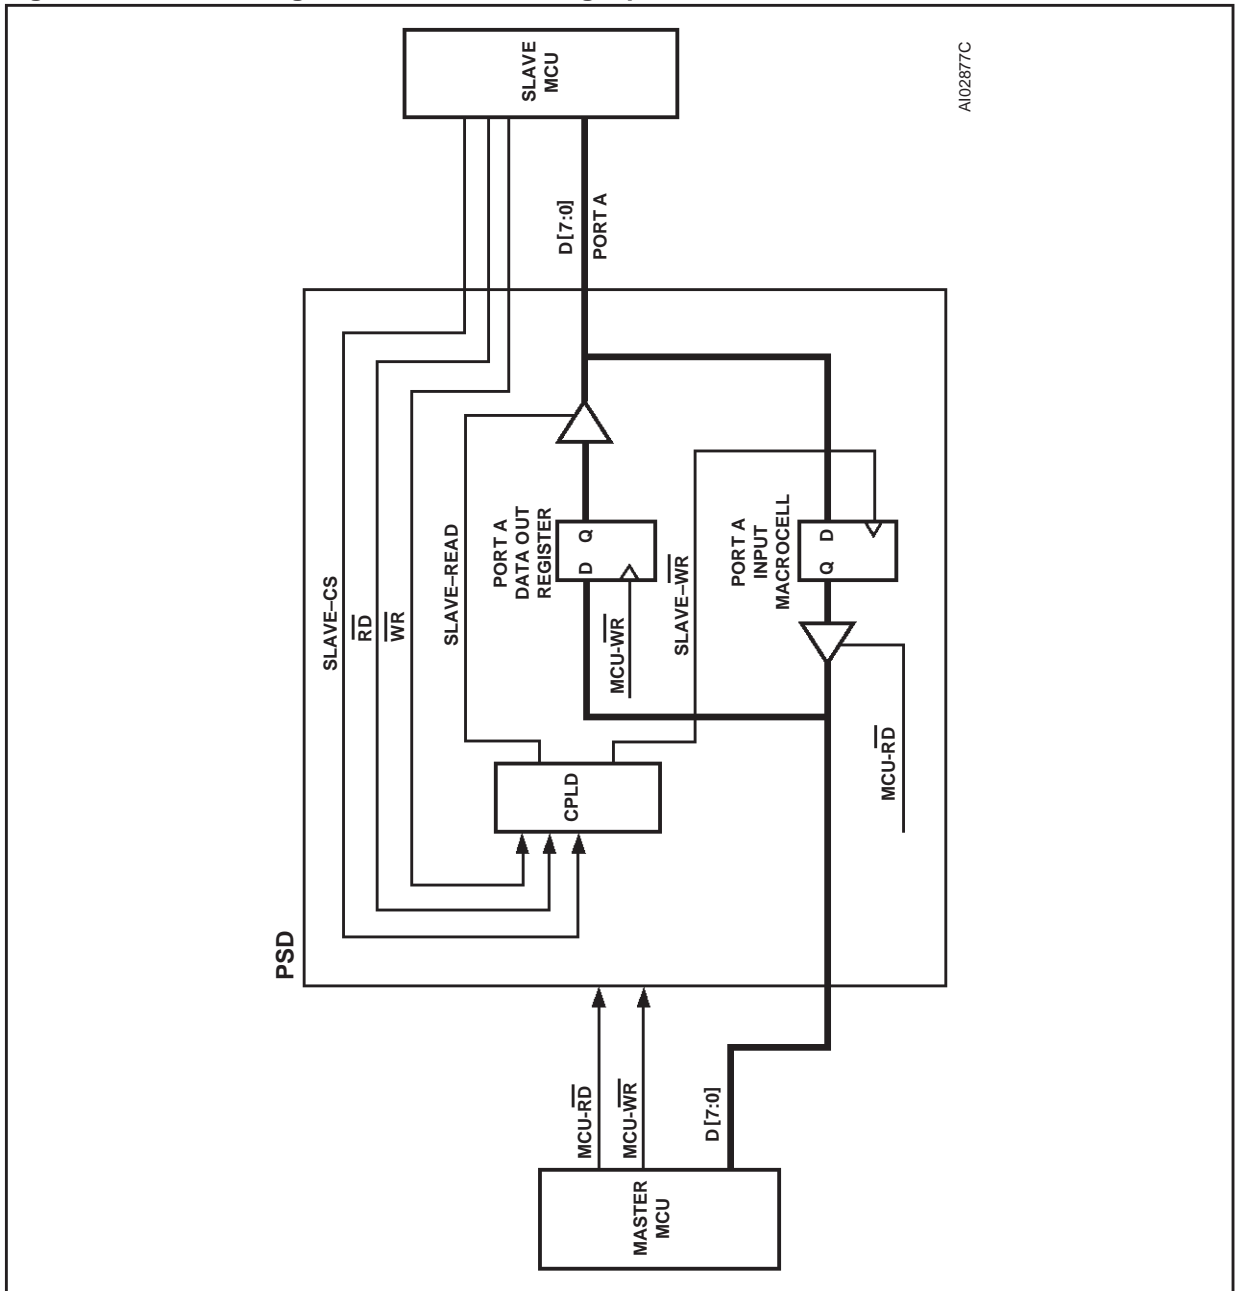 SLAVE
MCU
AI02877C
D[7:0]
PORT A
SLAVE–CS
RD
WR
SLAVE–READ
PORT A
DATA OUT
REGISTER
D Q
MCU-WR
SLAVE–WR
PORT A
INPUT
MACROCELL
Q D
MCU-RD
CPLD
PSD
MCU-RD
MCU-WR
D[7:0]
MASTER
MCU